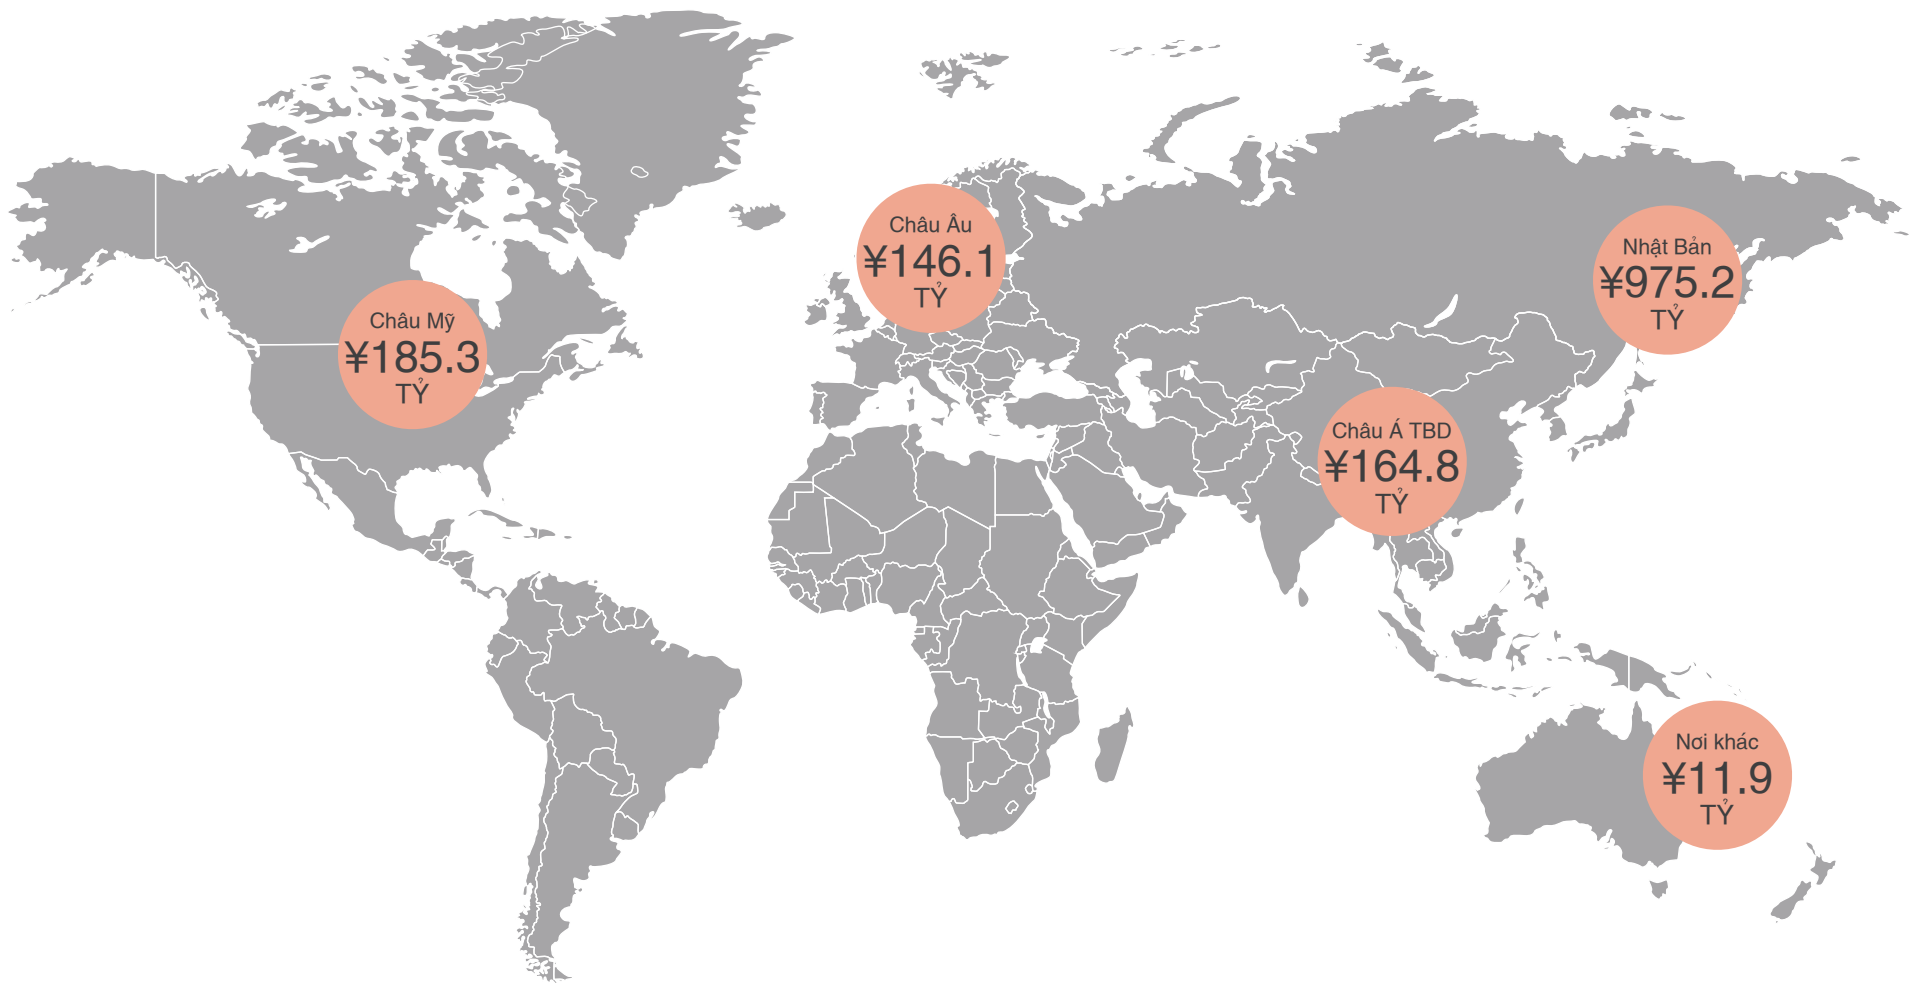 Châu Âu
¥146.1
TỶ
Nhật Bản
¥975.2
TỶ
Châu Mỹ
¥185.3
TỶ
Châu Á TBD
¥164.8
TỶ
Nơi khác
¥11.9
TỶ